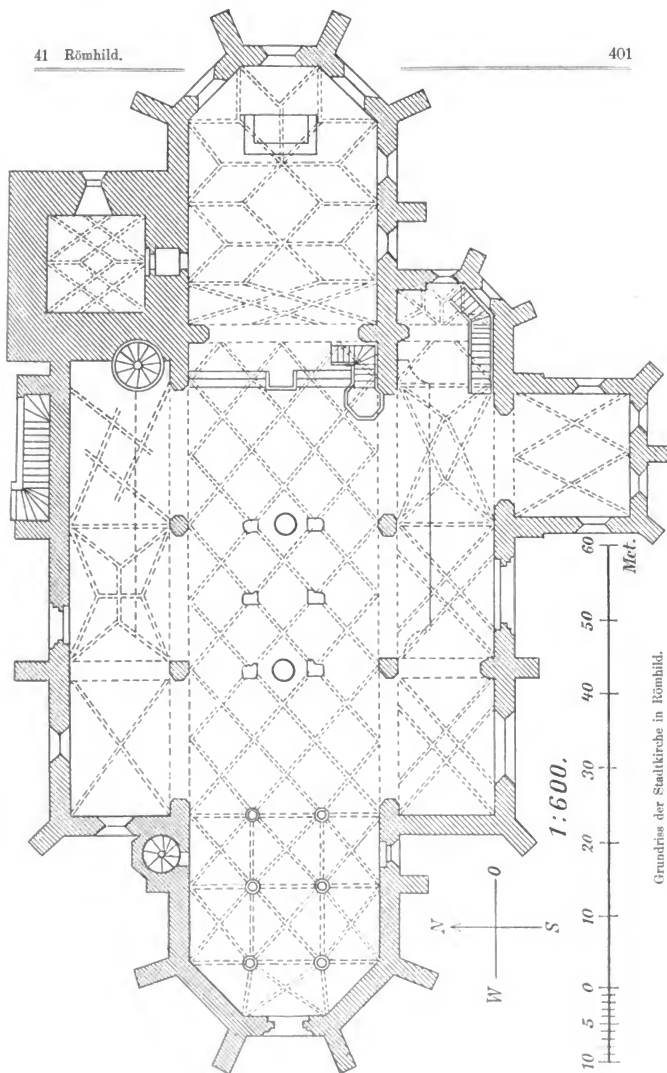 41 Römhild.
401
N
W
O
S
1:600.
10 5 0 10 20 30 40 50 60
Met.
Grundriss der Stadtkirche in Römhild.